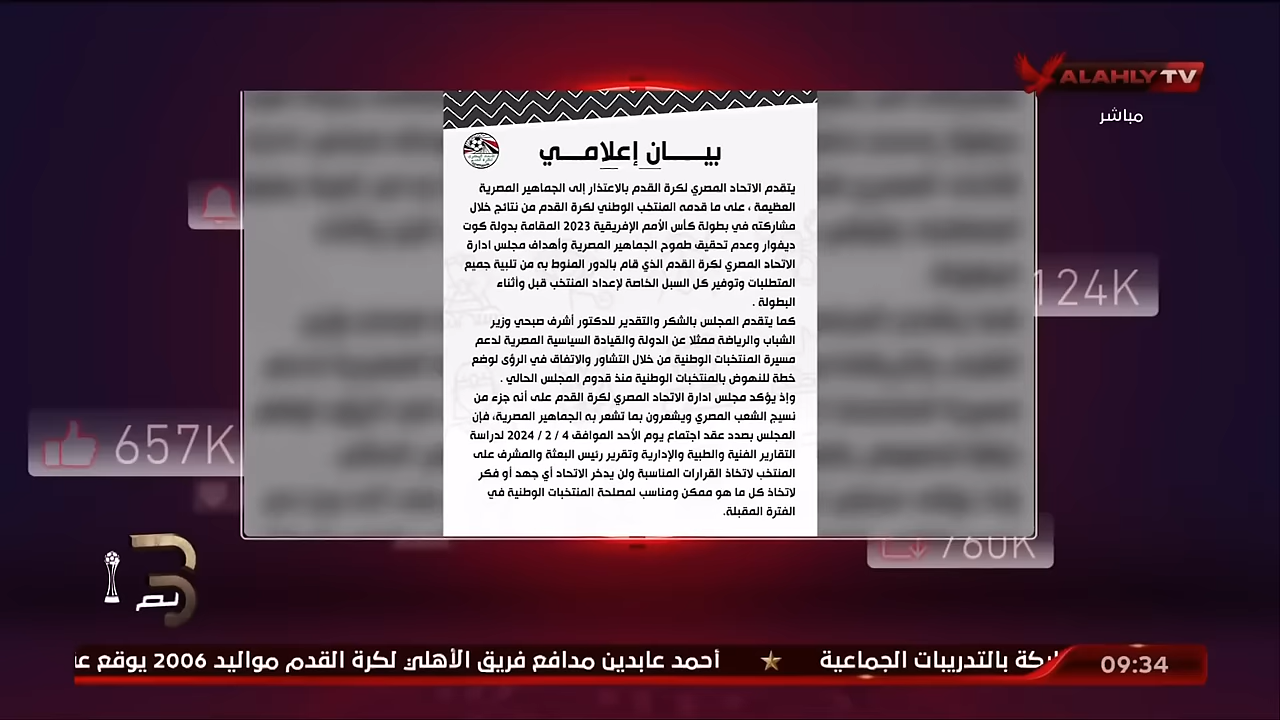 ALAHLY TV
مباشر
بيـــان إعلامـــي
يتقدم الاتحاد المصري لكرة القدم بالاعتذار إلى الجماهير المصرية
العظيمة ، على ما قدمه المنتخب الوطني لكرة القدم من نتائج خلال
مشاركته في بطولة كأس الأمم الإفريقية 2023 المقامة بدولة كوت
ديفوار وعدم تحقيق طموح الجماهير المصرية وأهداف مجلس ادارة
الاتحاد المصري لكرة القدم الذي قام بالدور المنوط به من تلبية جميع
المتطلبات وتوفير كل السبل الخاصة لإعداد المنتخب قبل وأثناء
البطولة .
كما يتقدم المجلس بالشكر والتقدير للدكتور أشرف صبحي وزير
الشباب والرياضة ممثلا عن الدولة والقيادة السياسية المصرية لدعم
مسيرة المنتخبات الوطنية من خلال التشاور والاتفاق في الرؤى لوضع
خطة للنهوض بالمنتخبات الوطنية منذ قدوم المجلس الحالي .
وإذ يؤكد مجلس ادارة الاتحاد المصري لكرة القدم على أنه جزء من
نسيج الشعب المصري ويشعرون بما تشعر به الجماهير المصرية، فإن
المجلس بصدد عقد اجتماع يوم الأحد الموافق 4 / 2 / 2024 لدراسة
التقارير الفنية والطبية والإدارية وتقرير رئيس البعثة والمشرف على
المنتخب لاتخاذ القرارات المناسبة ولن يدخر الاتحاد أي جهد أو فكر
لاتخاذ كل ما هو ممكن ومناسب لمصلحة المنتخبات الوطنية في
الفترة المقبلة.
124K
657K
760K
بالتدريبات الجماعية ★ أحمد عابدين مدافع فريق الأهلي لكرة القدم مواليد 2006 يوقع
09:34